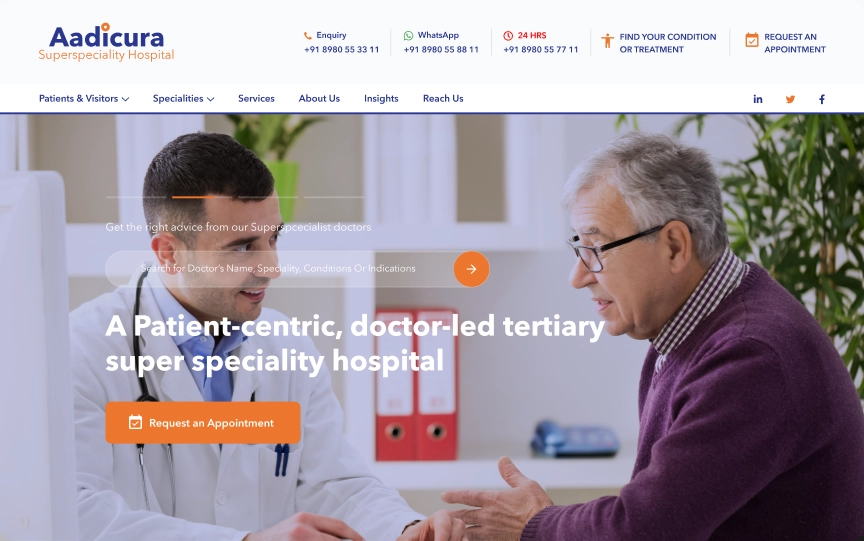 Aadicura
Superspeciality Hospital
Enquiry
+91 8980 55 33 11
WhatsApp
+91 8980 55 88 11
24 HRS
+91 8980 55 77 11
FIND YOUR CONDITION
OR TREATMENT
REQUEST AN
APPOINTMENT
Patients & Visitors
Specialities
Services
About Us
Insights
Reach Us
in
f
Get the right advice from our Superspcecialist doctors
Search for Doctor's Name, Speciality, Conditions Or Indications
A Patient-centric, doctor-led tertiary
super speciality hospital
Request an Appointment